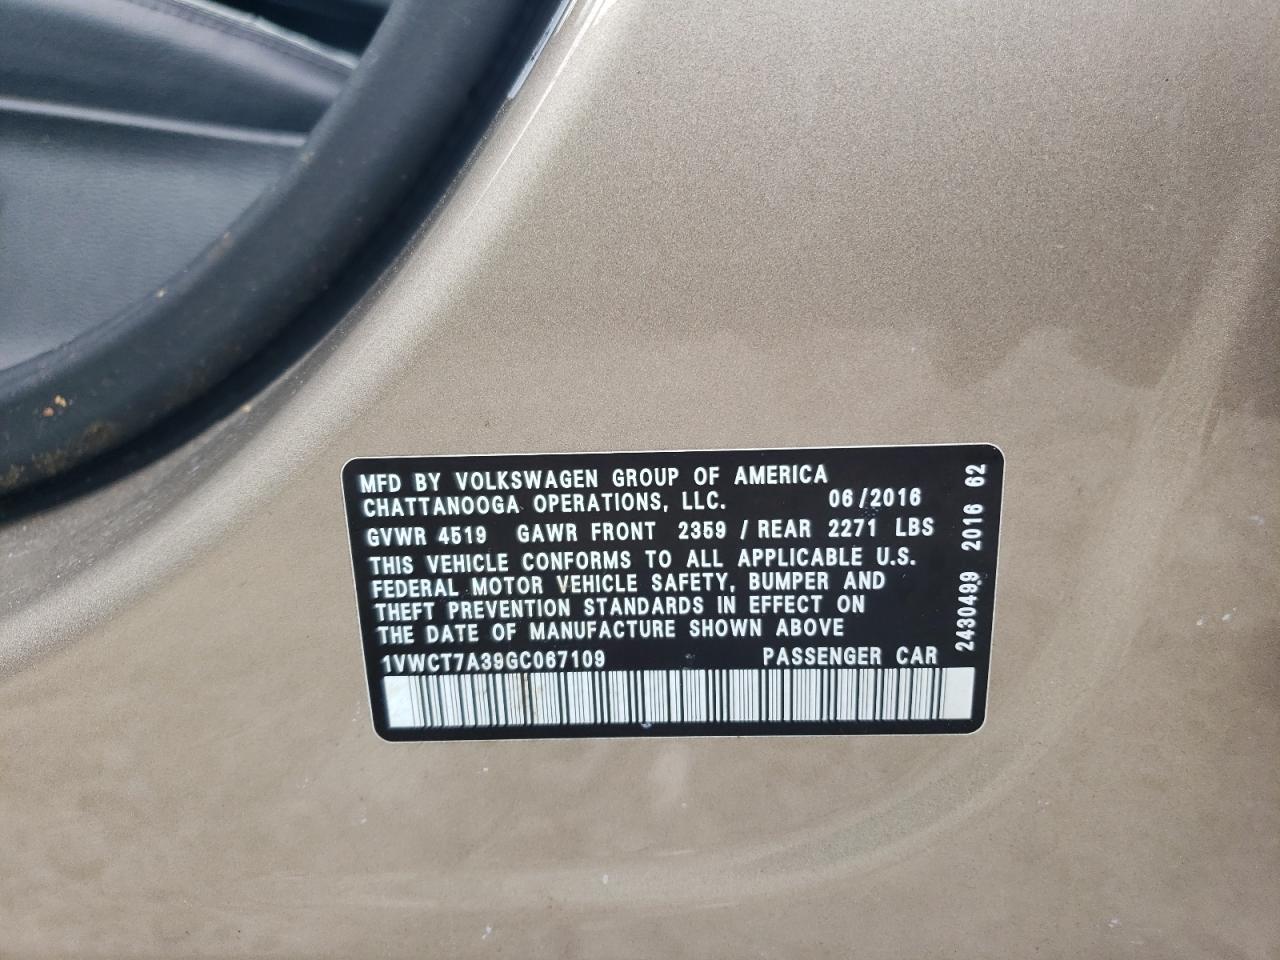 MFD BY VOLKSWAGEN GROUP OF AMERICA
CHATTANOOGA OPERATIONS, LLC. 06/2016
GVWR 4519 GAWR FRONT 2359 / REAR 2271 LBS
THIS VEHICLE CONFORMS TO ALL APPLICABLE U.S.
FEDERAL MOTOR VEHICLE SAFETY, BUMPER AND
THEFT PREVENTION STANDARDS IN EFFECT ON
THE DATE OF MANUFACTURE SHOWN ABOVE
1VWCT7A39GC067109 PASSENGER CAR
2430499 2016 62